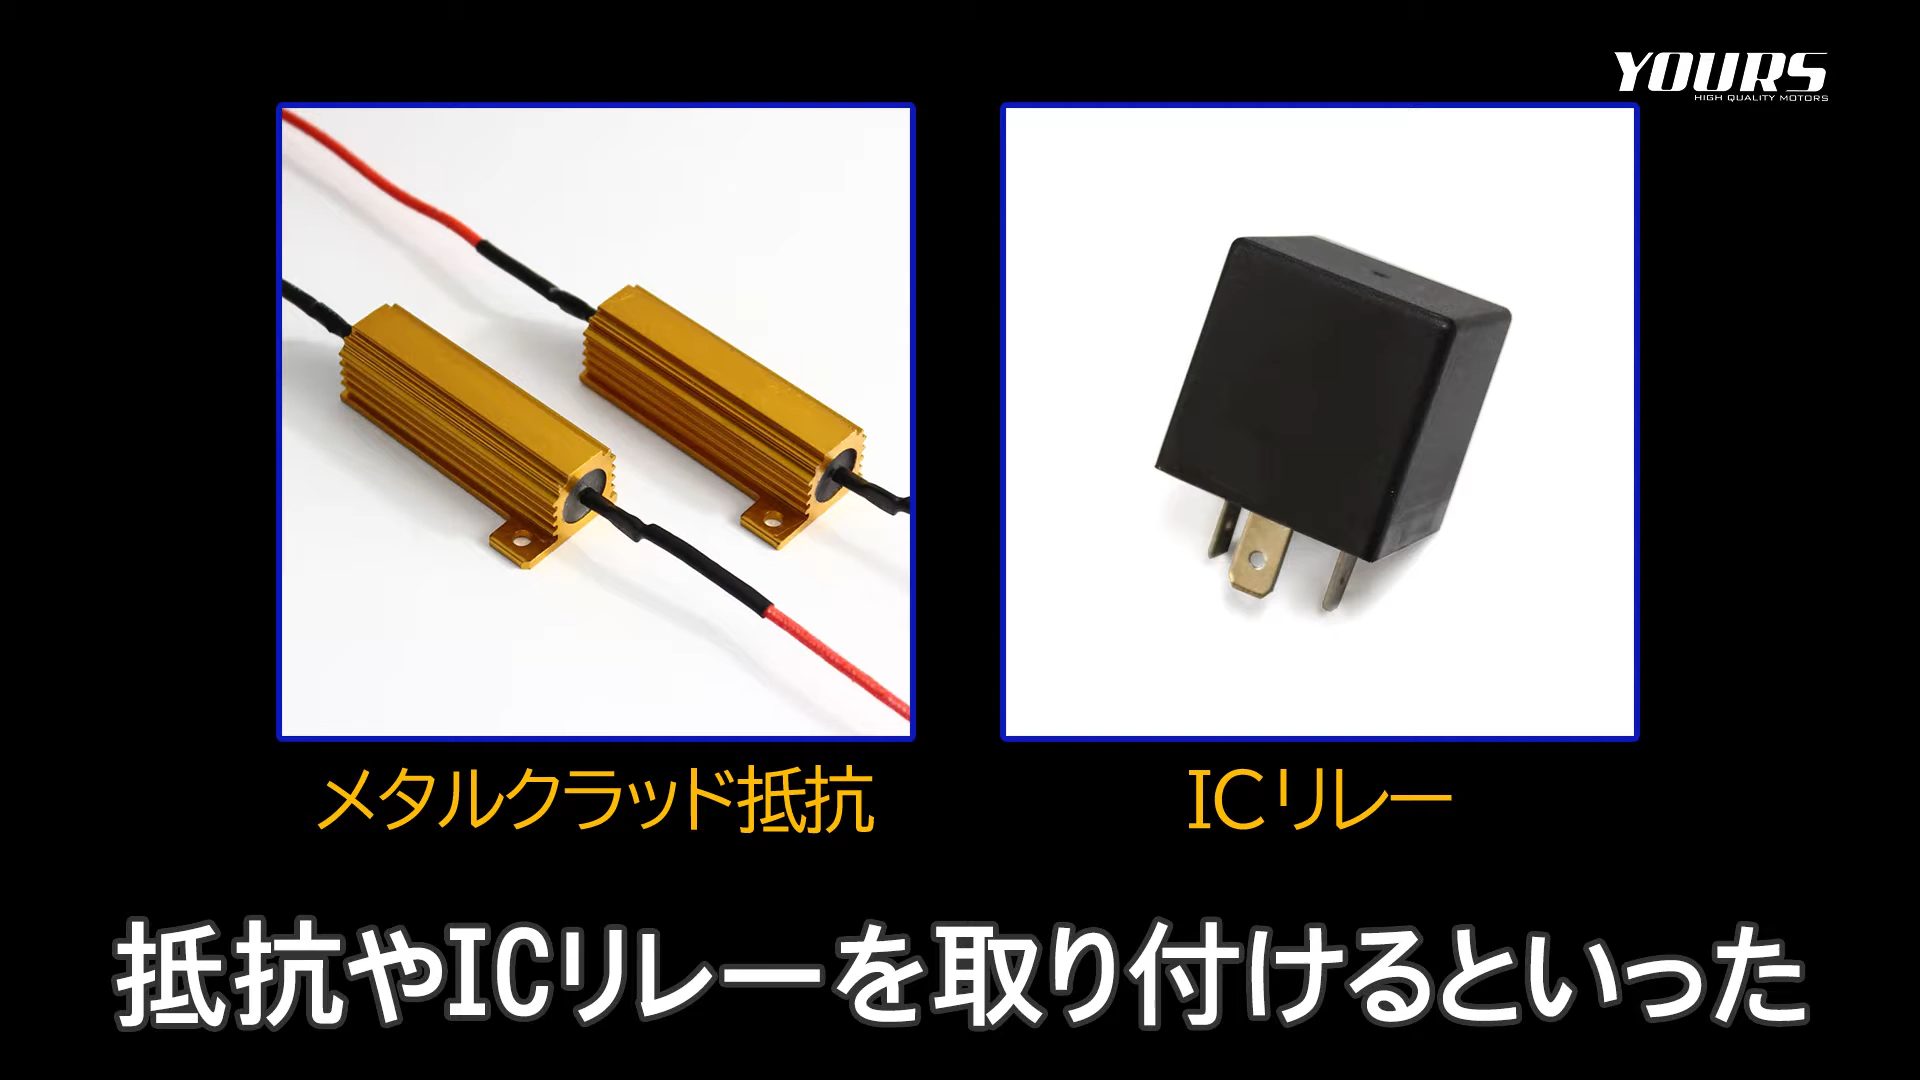 YOURS
HIGH QUALITY MOTORS
メタルクラッド抵抗
ICリレー
抵抗やICリレーを取り付けるといった